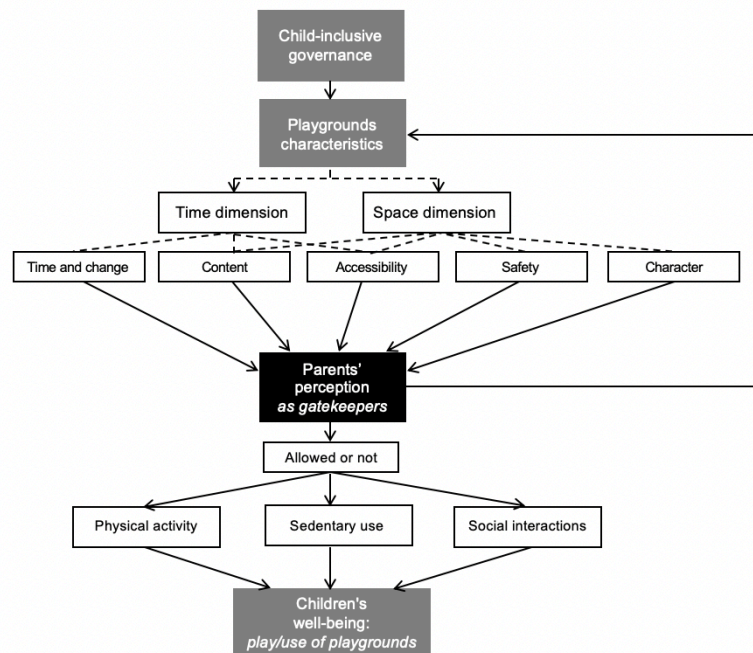 Child-inclusive
governance
Playgrounds
characteristics
Time dimension
Space dimension
Time and change
Content
Accessibility
Safety
Character
Parents'
perception
as gatekeepers
Allowed or not
Physical activity
Sedentary use
Social interactions
Children's
well-being:
play/use of playgrounds